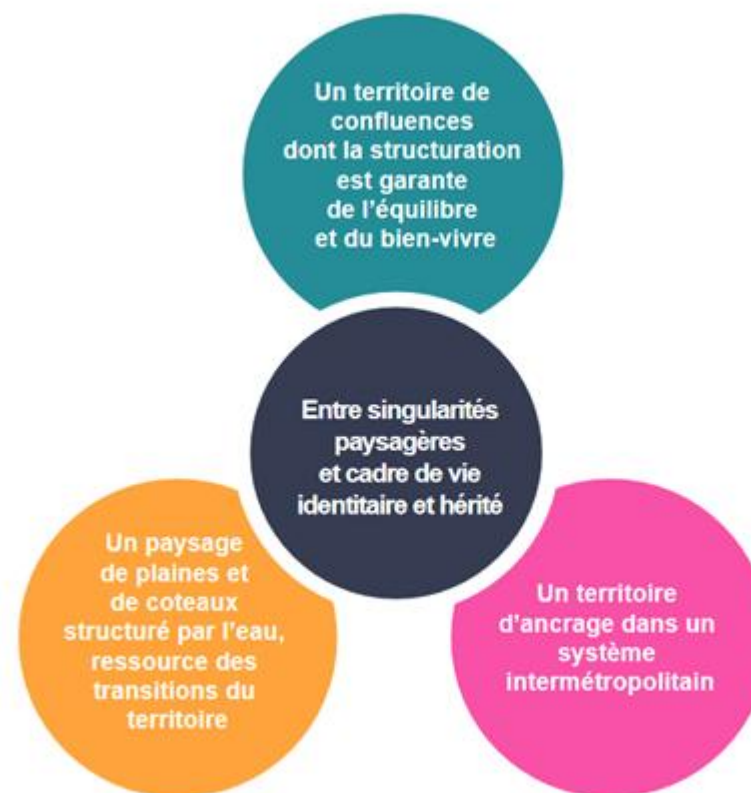 Un territoire de
confluences
dont la structuration
est garante
de l’équilibre
et du bien-vivre
Entre singularités
paysagères
et cadre de vie
identitaire et hérité
Un paysage
de plaines et
de coteaux
structuré par l’eau,
ressource des
transitions du
territoire
Un territoire
d'ancrage dans un
système
intermétropolitain